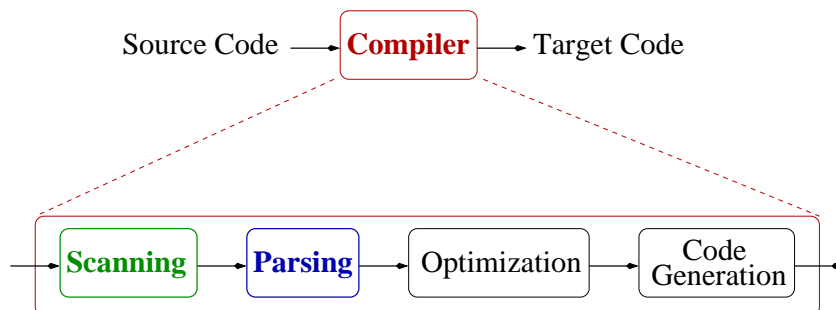 Source Code Compiler Target Code
Scanning Parsing Optimization Code Generation